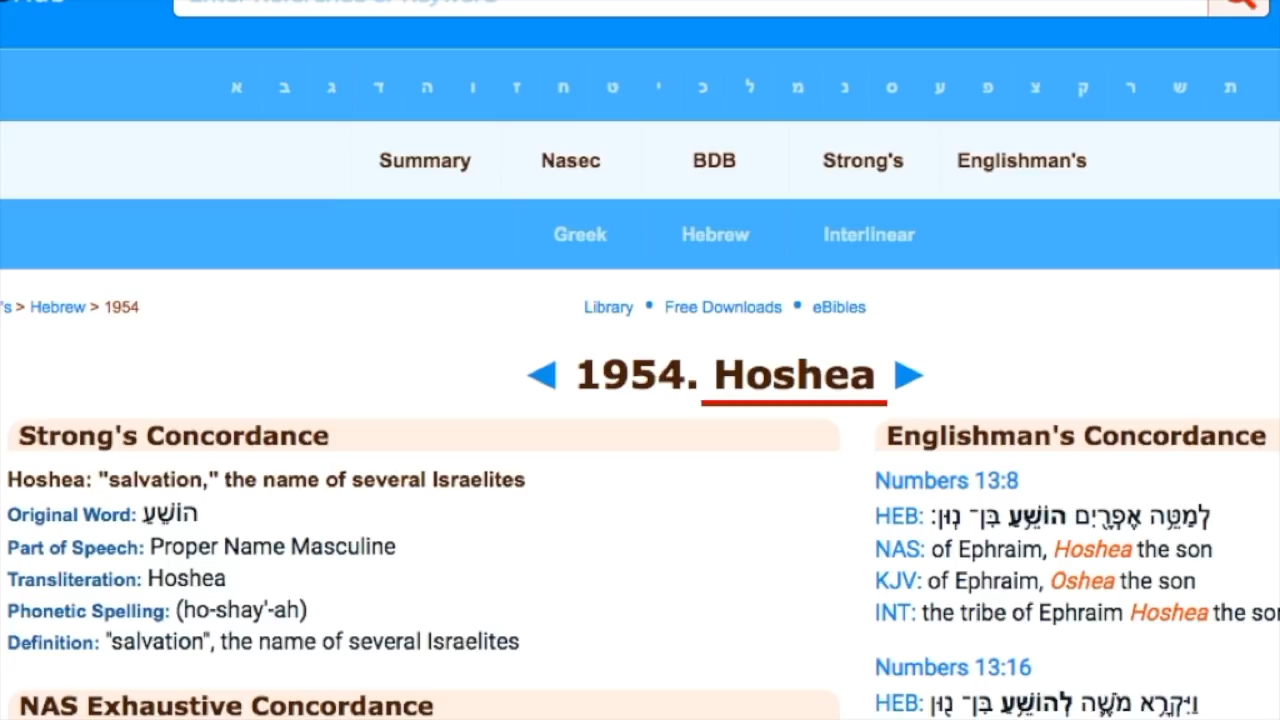 א ב ג ד ה ו ז ח ט י כ ל מ נ ס ע פ צ ק ר ש ת
Summary Nasec BDB Strong's Englishman's
Greek Hebrew Interlinear
's > Hebrew > 1954
Library • Free Downloads • eBibles
◀ 1954. Hoshea ▶
Strong's Concordance
Hoshea: "salvation," the name of several Israelites
Original Word: הוֹשֵׁעַ
Part of Speech: Proper Name Masculine
Transliteration: Hoshea
Phonetic Spelling: (ho-shay'-ah)
Definition: "salvation", the name of several Israelites
NAS Exhaustive Concordance
Englishman's Concordance
Numbers 13:8
HEB: לְמַטֵּ֥ה אֶפְרָ֖יִם הוֹשֵׁ֥עַ בִּן־ נֽוּן׃
NAS: of Ephraim, Hoshea the son
KJV: of Ephraim, Oshea the son
INT: the tribe of Ephraim Hoshea the
Numbers 13:16
HEB: וַיִּקְרָ֥א מֹשֶׁ֛ה לְהוֹשֵׁ֥עַ בִּן־ נ֖וּן